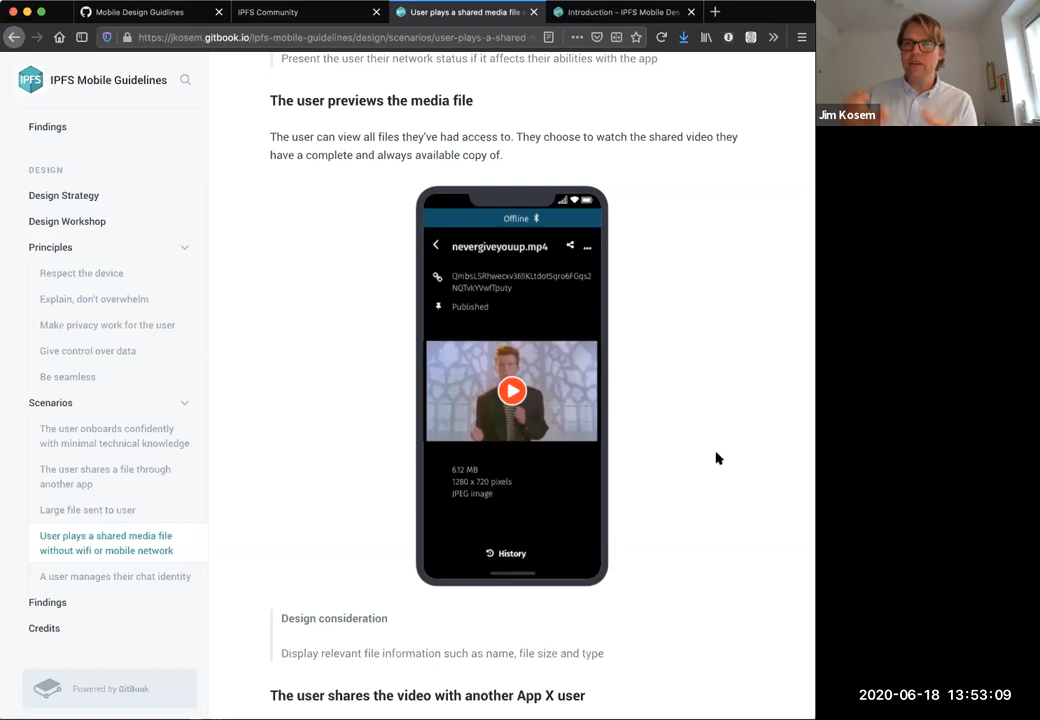 Mobile Design Guidlines
IPFS Community
User plays a shared media file
Introduction - IPFS Mobile Des
https://jkosem.gitbook.io/ipfs-mobile-guidelines/design/scenarios/user-plays-a-shared-
IPFS
IPFS Mobile Guidelines
Findings
DESIGN
Design Strategy
Design Workshop
Principles
Respect the device
Explain, don't overwhelm
Make privacy work for the user
Give control over data
Be seamless
Scenarios
The user onboards confidently
with minimal technical knowledge
The user shares a file through
another app
Large file sent to user
User plays a shared media file
without wifi or mobile network
A user manages their chat identity
Findings
Credits
Powered by GitBook
Present the user their network status if it affects their abilities with the app
The user previews the media file
The user can view all files they've had access to. They choose to watch the shared video they
have a complete and always available copy of.
Offline
nevergiveyouup.mp4
QmbsLSRhwecxv365KLtdot5qro6FGqs2
NQTvkYVwfTputy
Published
6.12 MB
1280 x 720 pixels
JPEG image
History
Design consideration
Display relevant file information such as name, file size and type
The user shares the video with another App X user
Jim Kosem
2020-06-18 13:53:09